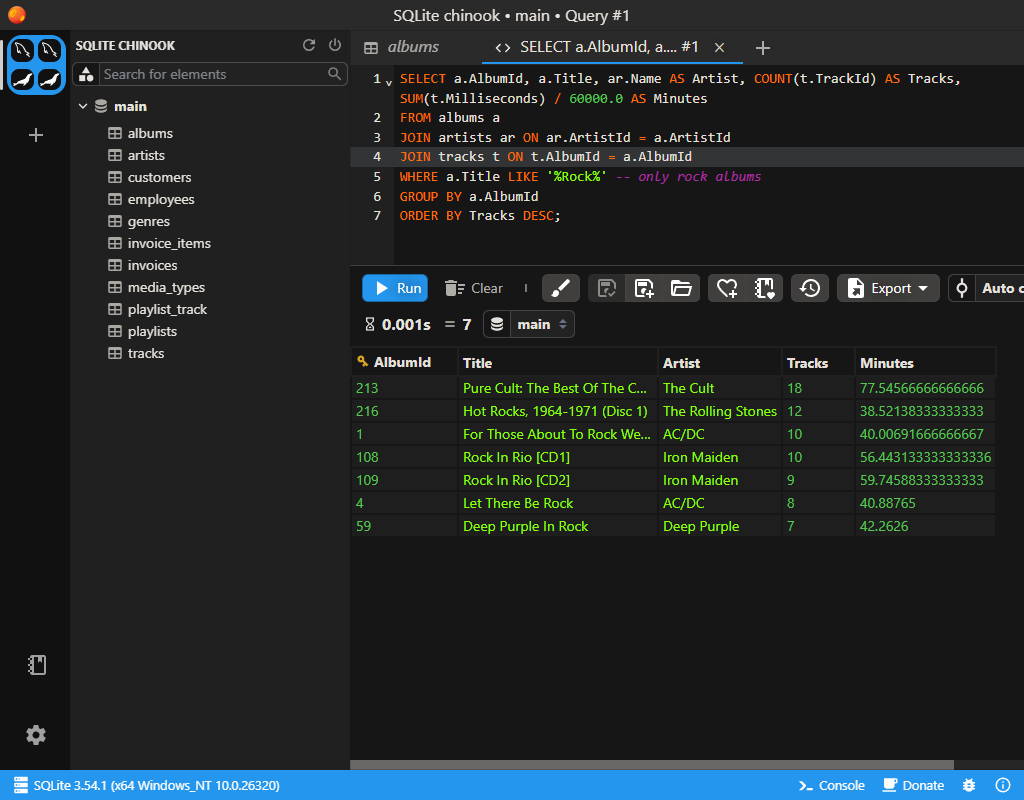 SQLite chinook • main • Query #1
SQLITE CHINOOK
Search for elements
main
albums
artists
customers
employees
genres
invoice_items
invoices
media_types
playlist_track
playlists
tracks
albums
SELECT a.AlbumId, a.... #1
1 SELECT a.AlbumId, a.Title, ar.Name AS Artist, COUNT(t.TrackId) AS Tracks,
SUM(t.Milliseconds) / 60000.0 AS Minutes
2 FROM albums a
3 JOIN artists ar ON ar.ArtistId = a.ArtistId
4 JOIN tracks t ON t.AlbumId = a.AlbumId
5 WHERE a.Title LIKE '%Rock%' -- only rock albums
6 GROUP BY a.AlbumId
7 ORDER BY Tracks DESC;
Run Clear Export Auto c
0.001s = 7 main
AlbumId Title Artist Tracks Minutes
213 Pure Cult: The Best Of The C... The Cult 18 77.54566666666666
216 Hot Rocks, 1964-1971 (Disc 1) The Rolling Stones 12 38.52138333333333
1 For Those About To Rock We... AC/DC 10 40.00691666666667
108 Rock In Rio [CD1] Iron Maiden 10 56.443133333333336
109 Rock In Rio [CD2] Iron Maiden 9 59.74588333333333
4 Let There Be Rock AC/DC 8 40.88765
59 Deep Purple In Rock Deep Purple 7 42.2626
SQLite 3.54.1 (x64 Windows_NT 10.0.26320)
Console Donate